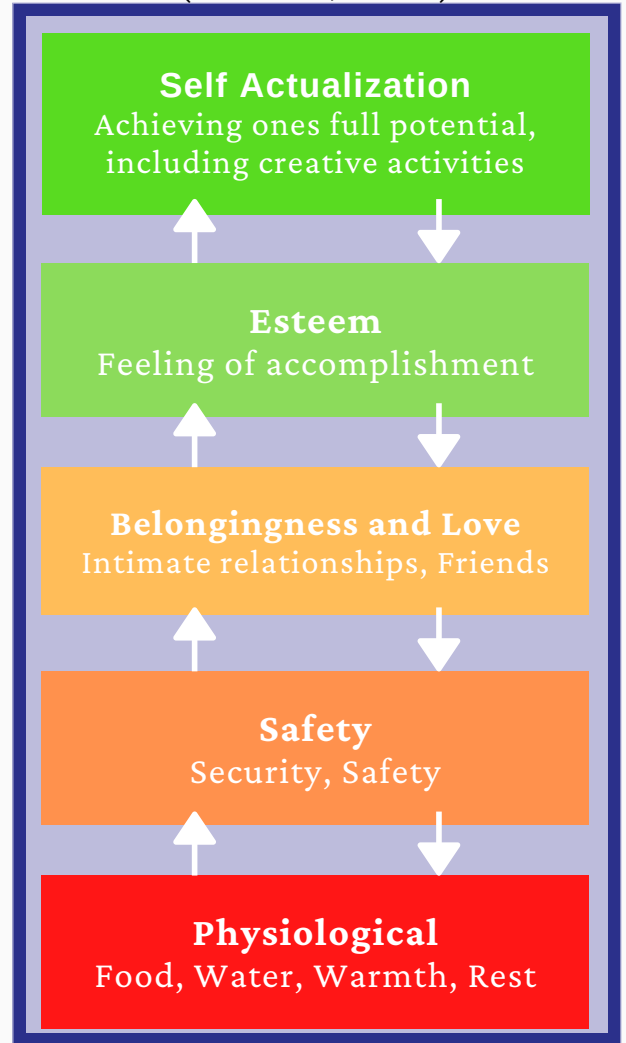 Self Actualization
Achieving ones full potential,
including creative activities
Esteem
Feeling of accomplishment
Belongingness and Love
Intimate relationships, Friends
Safety
Security, Safety
Physiological
Food, Water, Warmth, Rest